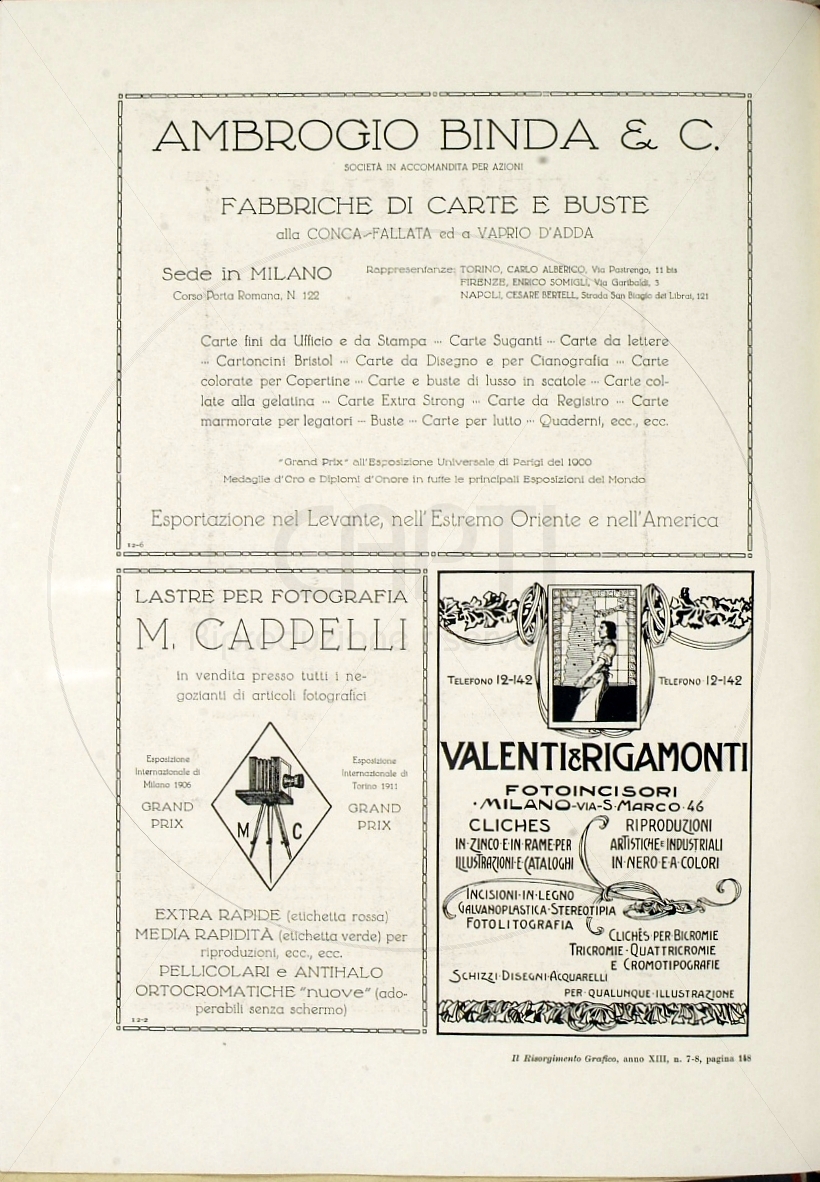 AMBROGIO BINDA & C.
SOCIETÀ IN ACCOMANDITA PER AZIONI
FABBRICHE DI CARTE E BUSTE
alla CONCA-FALLATA ed a VAPRIO D'ADDA
Sede in MILANO
Corso Porta Romana, N. 122
Rappresentanze: TORINO, CARLO ALBERICO, Via Pastrengo, 11 bis
FIRENZE, ENRICO SOMIGLI, Via Garibaldi, 3
NAPOLI, CESARE BERTELL, Strada San Biagio dei Librai, 121
Carte fini da Ufficio e da Stampa ··· Carte Suganti ··· Carte da lettere
··· Cartoncini Bristol ··· Carte da Disegno e per Cianografia ··· Carte
colorate per Copertine ··· Carte e buste di lusso in scatole ··· Carte col-
late alla gelatina ··· Carte Extra Strong ··· Carte da Registro ··· Carte
marmorate per legatori ··· Buste ··· Carte per lutto ··· Quaderni, ecc., ecc.
"Grand Prix" all'Esposizione Universale di Parigi del 1900
Medaglie d'Oro e Diplomi d'Onore in tutte le principali Esposizioni del Mondo
Esportazione nel Levante, nell'Estremo Oriente e nell'America
12-6
LASTRE PER FOTOGRAFIA
M. CAPPELLI
in vendita presso tutti i ne-
gozianti di articoli fotografici
Esposizione
Internazionale di
Milano 1906
GRAND
PRIX
M C
Esposizione
Internazionale di
Torino 1911
GRAND
PRIX
EXTRA RAPIDE (etichetta rossa)
MEDIA RAPIDITÀ (etichetta verde) per
riproduzioni, ecc., ecc.
PELLICOLARI e ANTIHALO
ORTOCROMATICHE "nuove" (ado-
perabili senza schermo)
12-2
TELEFONO 12-142
TELEFONO·12-142
VALENTI&RIGAMONTI
FOTOINCISORI
·MILANO-VIA·S·MARCO·46
CLICHES
IN·ZINCO·E·IN·RAME·PER
ILLUSTRAZIONI·E·CATALOGHI
RIPRODUZIONI
ARTISTICHE E INDUSTRIALI
IN·NERO·E·A·COLORI
INCISIONI·IN·LEGNO
GALVANOPLASTICA·STEREOTIPIA
FOTOLITOGRAFIA
CLICHÈS·PER·BICROMIE
TRICROMIE·QUATTRICROMIE
E CROMOTIPOGRAFIE
SCHIZZI·DISEGNI·ACQUARELLI
PER·QUALUNQUE·ILLUSTRAZIONE
Il Risorgimento Grafico, anno XIII, n. 7-8, pagina 148
CAPTI